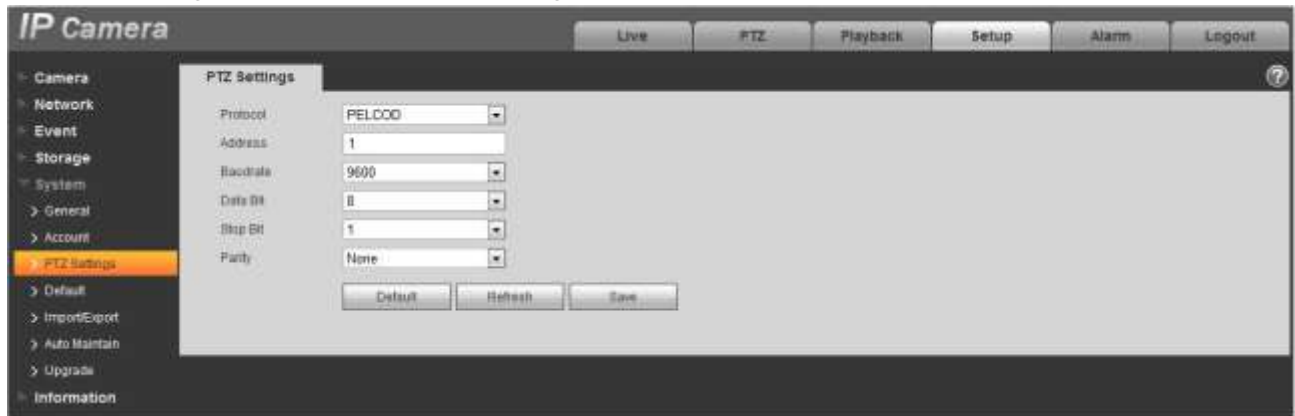 IP Camera
Live
PTZ
Playback
Setup
Alarm
Logout
Camera
Network
Event
Storage
System
> General
> Account
> PTZ Settings
> Default
> Import/Export
> Auto Maintain
> Upgrade
Information
PTZ Settings
?
Protocol PELCOD
Address 1
Baudrate 9600
Data Bit 8
Stop Bit 1
Parity None
Default Refresh Save